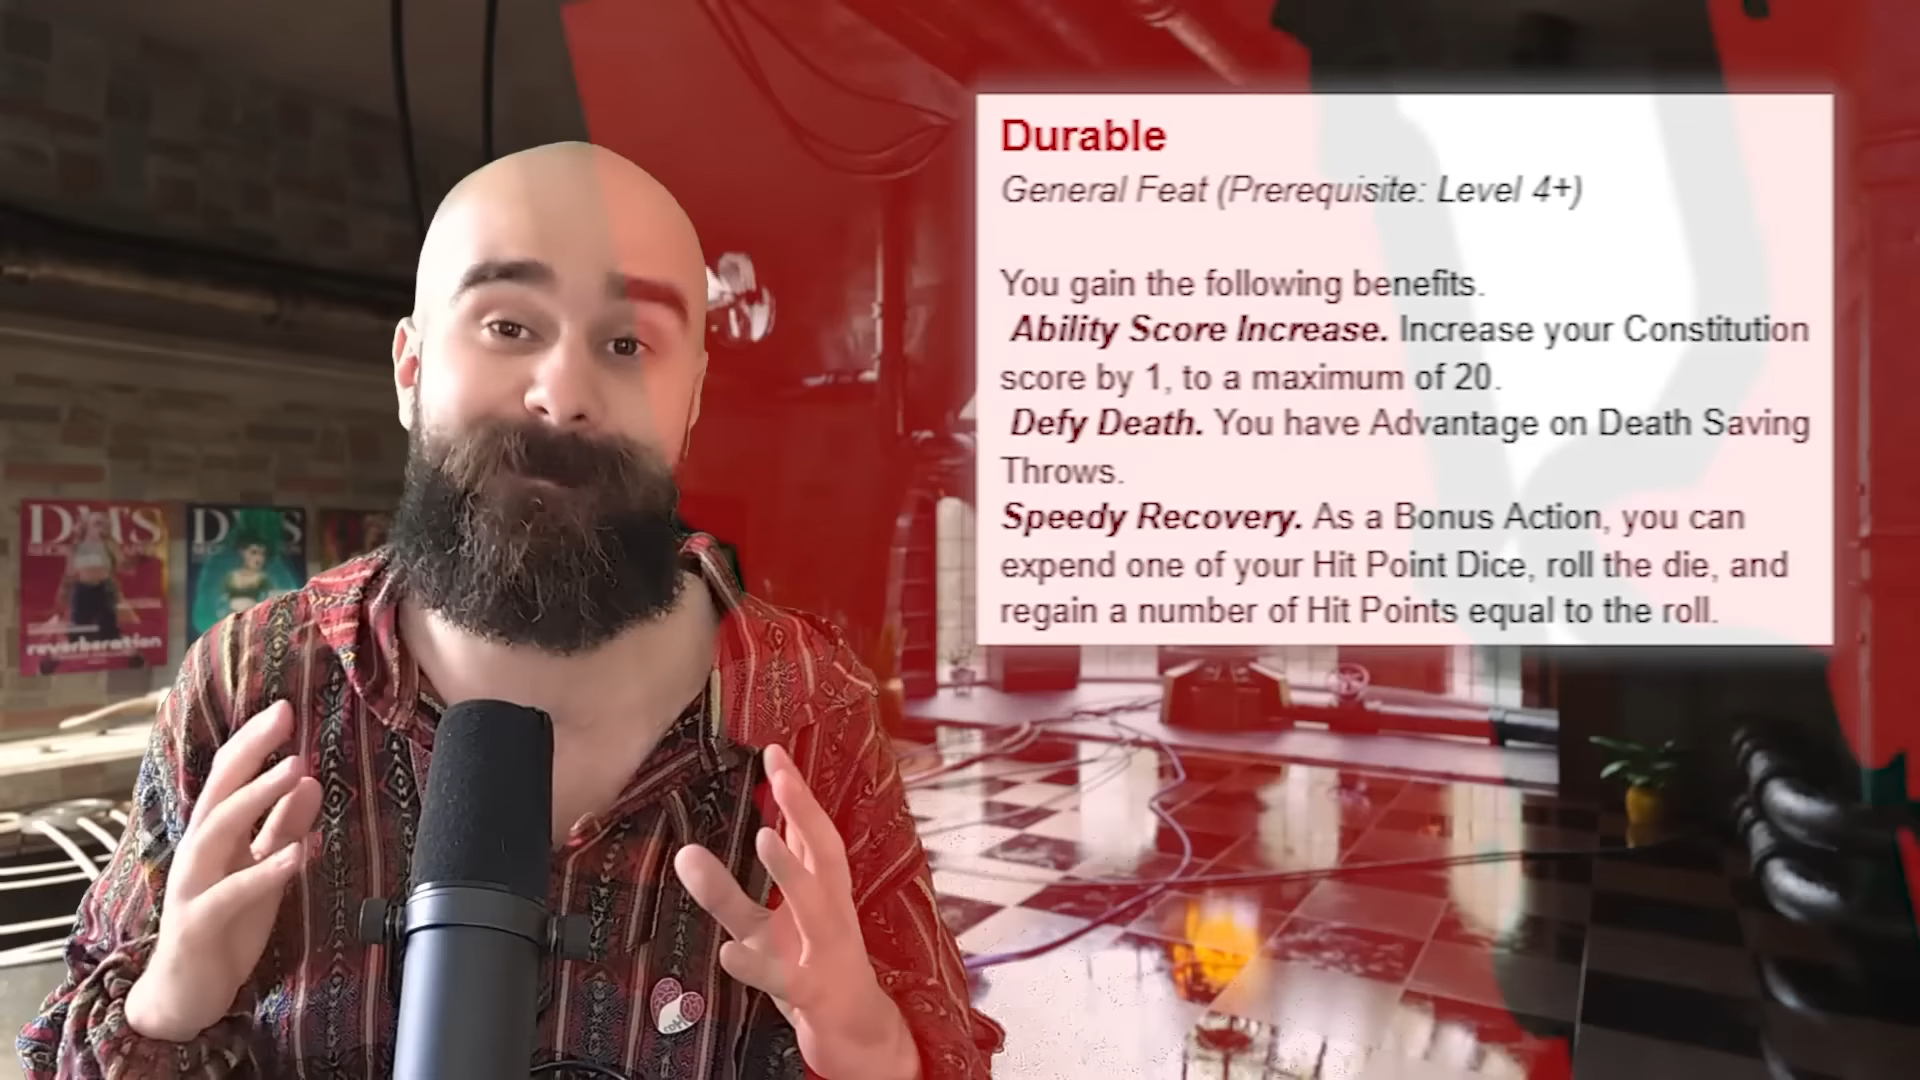 Durable
General Feat (Prerequisite: Level 4+)
You gain the following benefits.
Ability Score Increase. Increase your Constitution
score by 1, to a maximum of 20.
Defy Death. You have Advantage on Death Saving
Throws.
Speedy Recovery. As a Bonus Action, you can
expend one of your Hit Point Dice, roll the die, and
regain a number of Hit Points equal to the roll.
reverberation